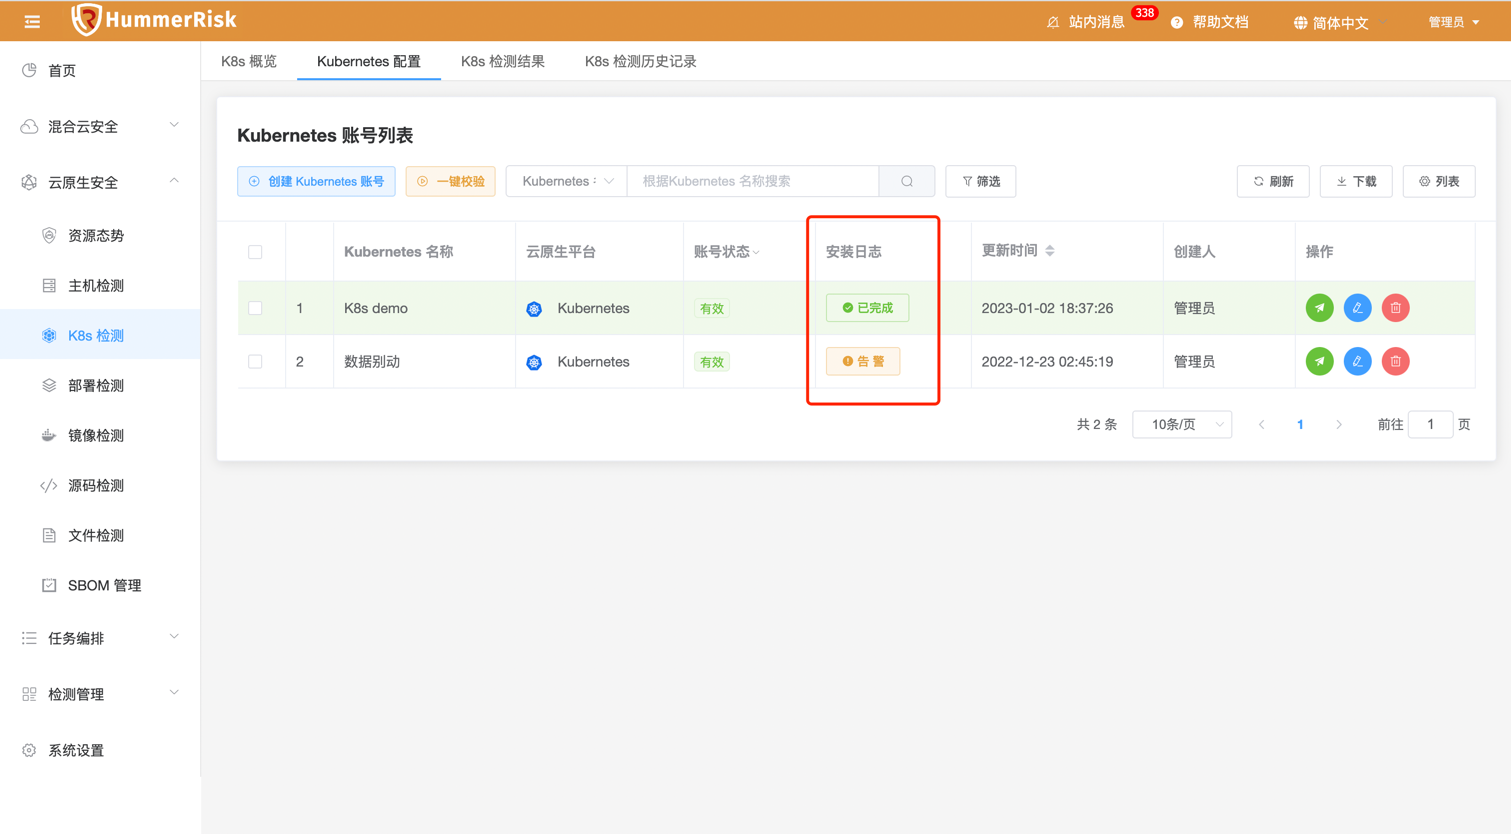 HummerRisk
站内消息 338
帮助文档
简体中文
管理员
首页
混合云安全
云原生安全
资源态势
主机检测
K8s 检测
部署检测
镜像检测
源码检测
文件检测
SBOM 管理
任务编排
检测管理
系统设置
K8s 概览 Kubernetes 配置 K8s 检测结果 K8s 检测历史记录
Kubernetes 账号列表
创建 Kubernetes 账号 一键校验 Kubernetes 根据Kubernetes 名称搜索 筛选 刷新 下载 列表
Kubernetes 名称 云原生平台 账号状态 安装日志 更新时间 创建人 操作
1 K8s demo Kubernetes 有效 已完成 2023-01-02 18:37:26 管理员
2 数据别动 Kubernetes 有效 告 警 2022-12-23 02:45:19 管理员
共 2 条 10条/页 1 前往 1 页